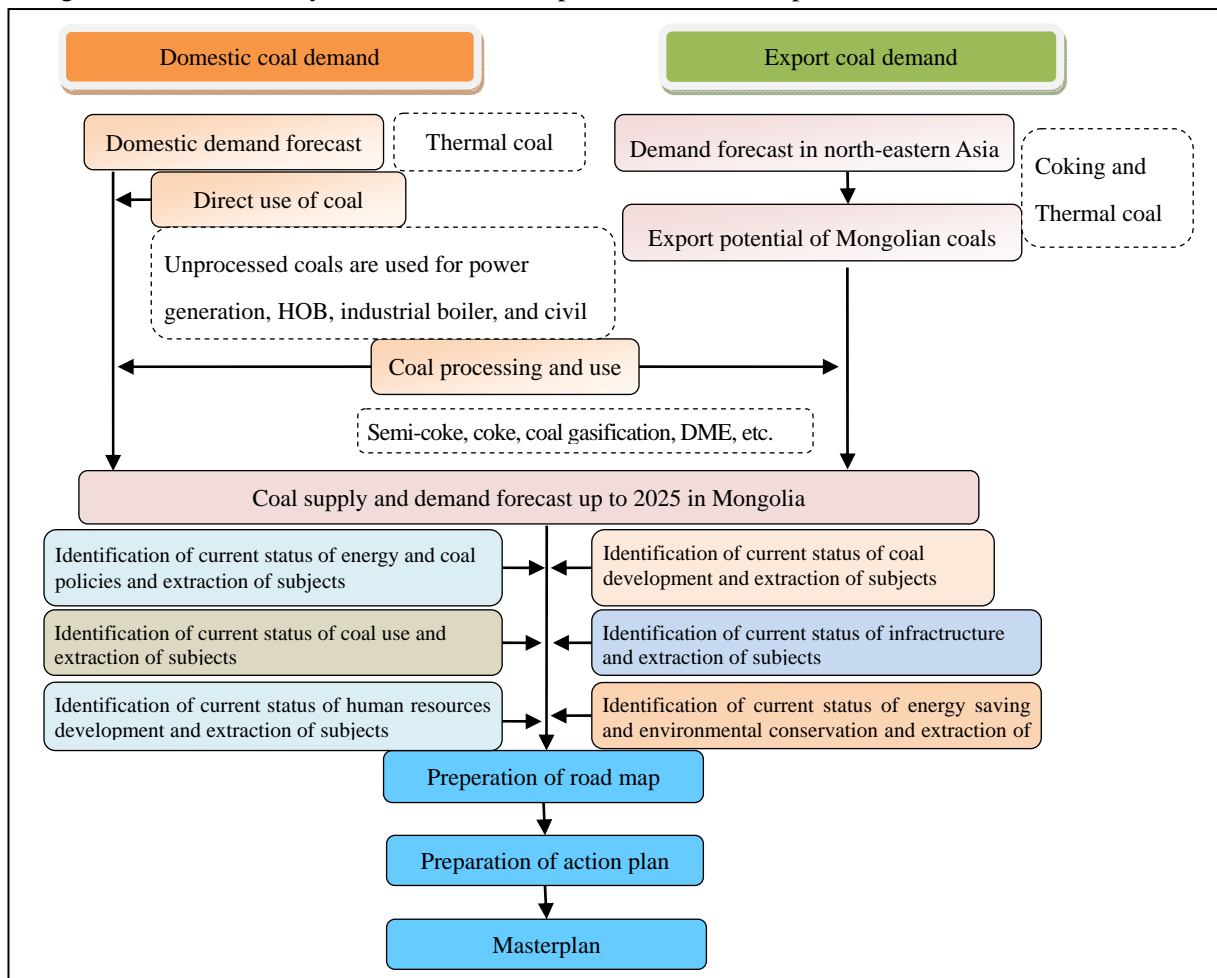 Domestic coal demand
Export coal demand
Domestic demand forecast
Thermal coal
Demand forecast in north-eastern Asia
Coking and
Thermal coal
Direct use of coal
Export potential of Mongolian coals
Unprocessed coals are used for power
generation, HOB, industrial boiler, and civil
Coal processing and use
Semi-coke, coke, coal gasification, DME, etc.
Coal supply and demand forecast up to 2025 in Mongolia
Identification of current status of energy and coal
policies and extraction of subjects
Identification of current status of coal
development and extraction of subjects
Identification of current status of coal use and
extraction of subjects
Identification of current status of infractructure
and extraction of subjects
Identification of current status of human resources
development and extraction of subjects
Identification of current status of energy saving
and environmental conservation and extraction of
Preperation of road map
Preparation of action plan
Masterplan